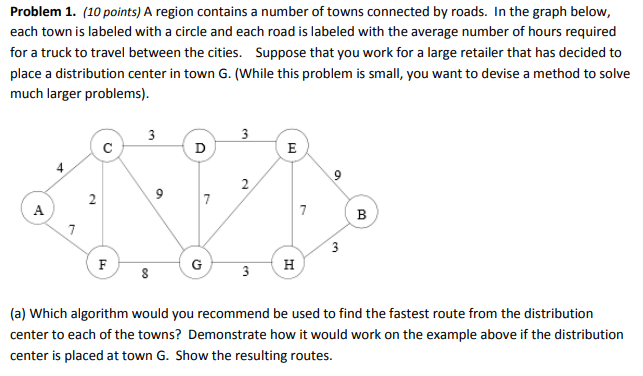 Problem 1. (10 points) A region contains a number of towns connected by roads. In the graph below,
each town is labeled with a circle and each road is labeled with the average number of hours required
for a truck to travel between the cities. Suppose that you work for a large retailer that has decided to
place a distribution center in town G. (While this problem is small, you want to devise a method to solve
much larger problems).
3 3
C D E
4 9
2 9 7 2
A 7 B
7
3
F G H
8 3
(a) Which algorithm would you recommend be used to find the fastest route from the distribution
center to each of the towns? Demonstrate how it would work on the example above if the distribution
center is placed at town G. Show the resulting routes.